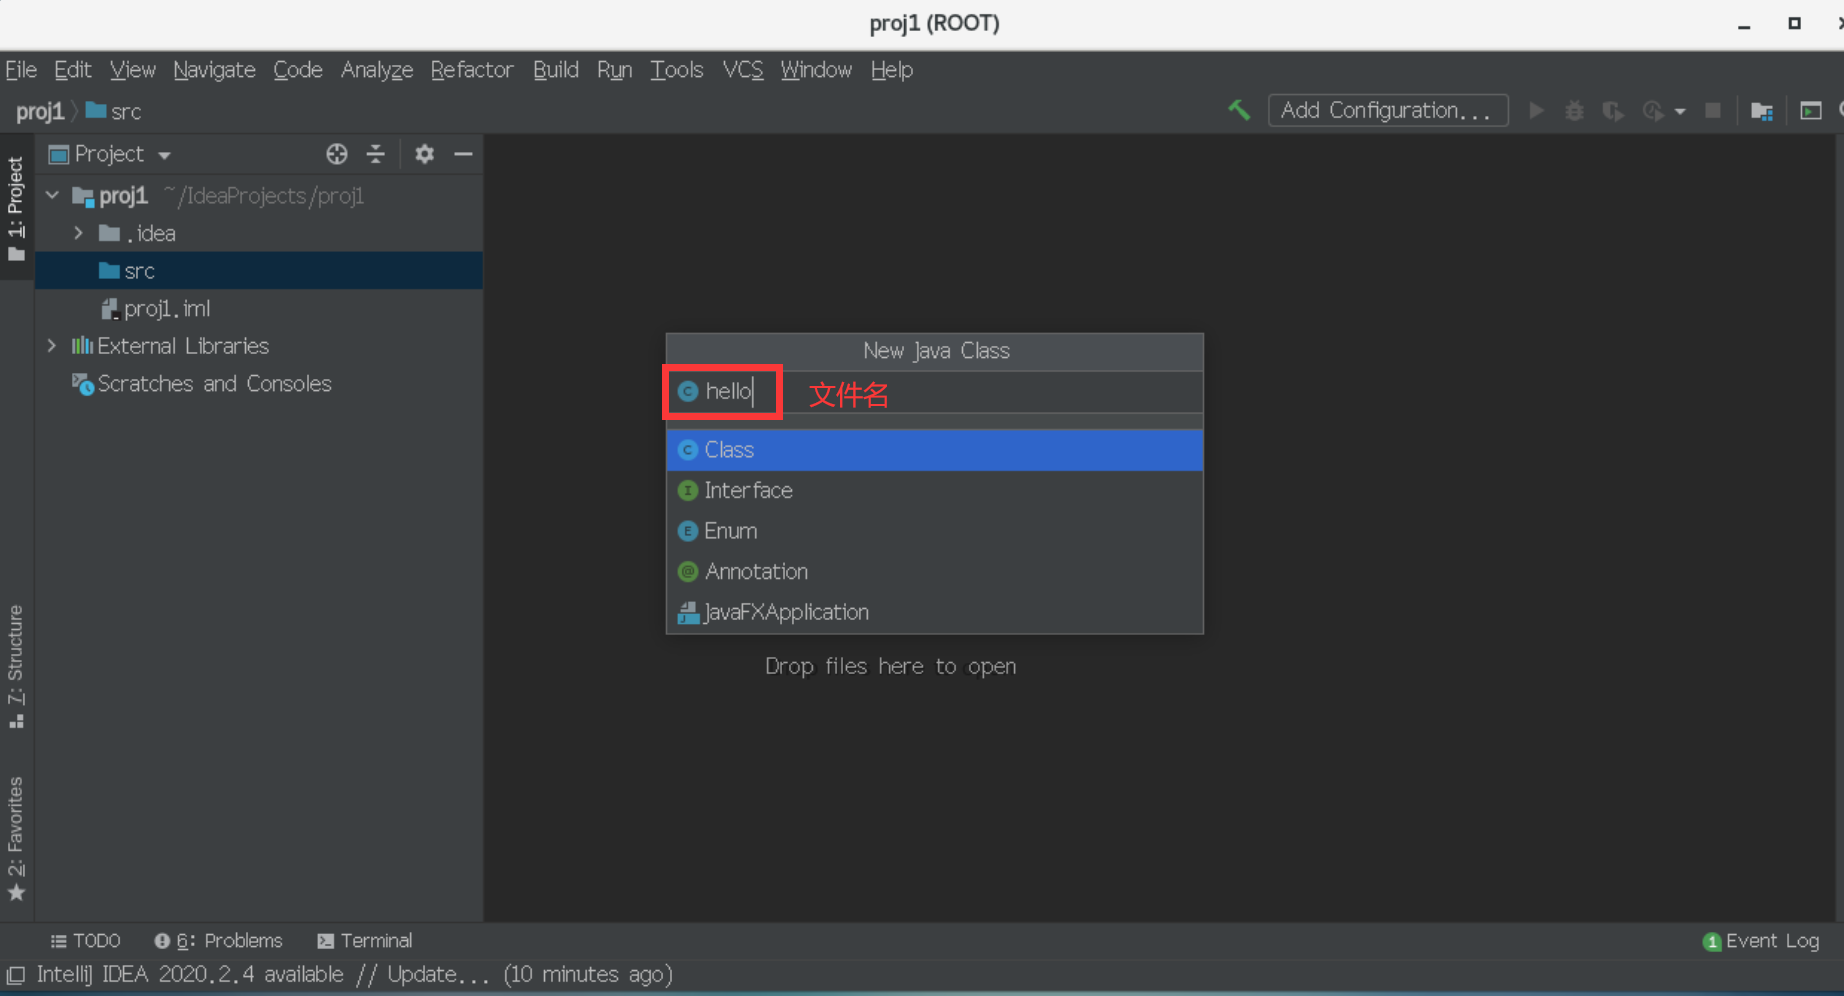 proj1 (ROOT)
File Edit View Navigate Code Analyze Refactor Build Run Tools VCS Window Help
proj1 src
Add Configuration...
1: Project
Project
proj1 ~/IdeaProjects/proj1
.idea
src
proj1.iml
External Libraries
Scratches and Consoles
New Java Class
hello 文件名
Class
Interface
Enum
Annotation
JavaFXApplication
Drop files here to open
7: Structure
2: Favorites
TODO 6: Problems Terminal
1 Event Log
IntelliJ IDEA 2020.2.4 available // Update... (10 minutes ago)